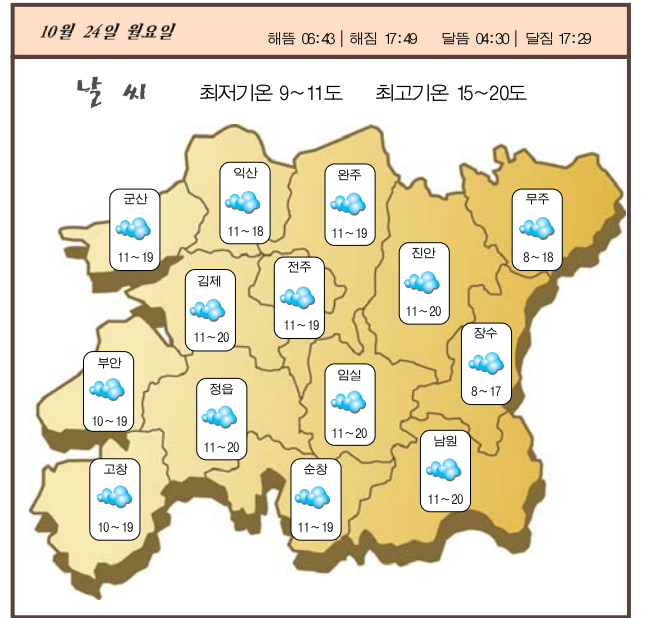 10월 24일 월요일
해뜸 06:43 | 해짐 17:49 달뜸 04:30 | 달짐 17:29
날 씨 최저기온 9~11도 최고기온 15~20도
익산
11~18
완주
11~19
군산
11~19
무주
8~18
진안
11~20
전주
11~19
김제
11~20
장수
8~17
부안
10~19
임실
11~20
정읍
11~20
남원
11~20
고창
10~19
순창
11~19